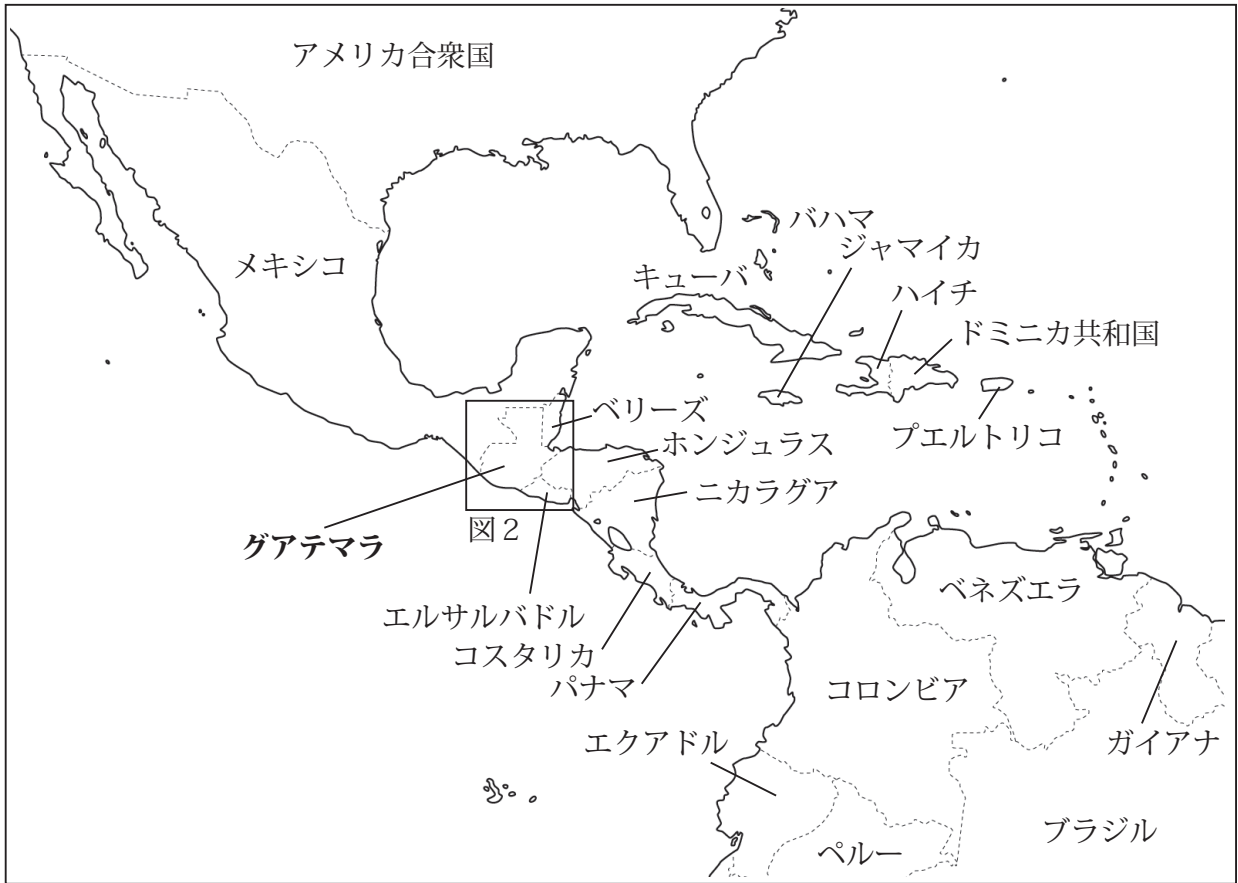 アメリカ合衆国
バハマ
ジャマイカ
メキシコ
キューバ
ハイチ
ドミニカ共和国
ベリーズ
プエルトリコ
ホンジュラス
ニカラグア
図2
グアテマラ
ベネズエラ
エルサルバドル
コスタリカ
パナマ
コロンビア
エクアドル
ガイアナ
ブラジル
ペルー